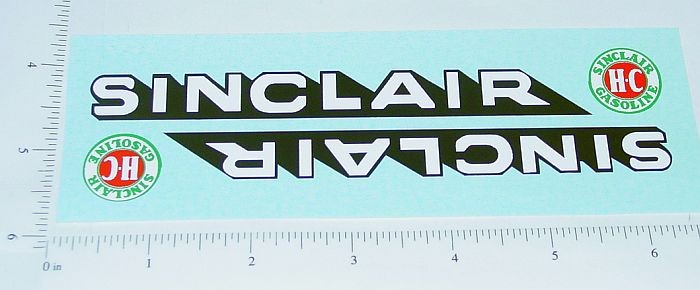 SINCLAIR
SINCLAIR
H·C
GASOLINE
SINCLAIR
SINCLAIR
H·C
GASOLINE
4
5
6
0 in
1
2
3
4
5
6